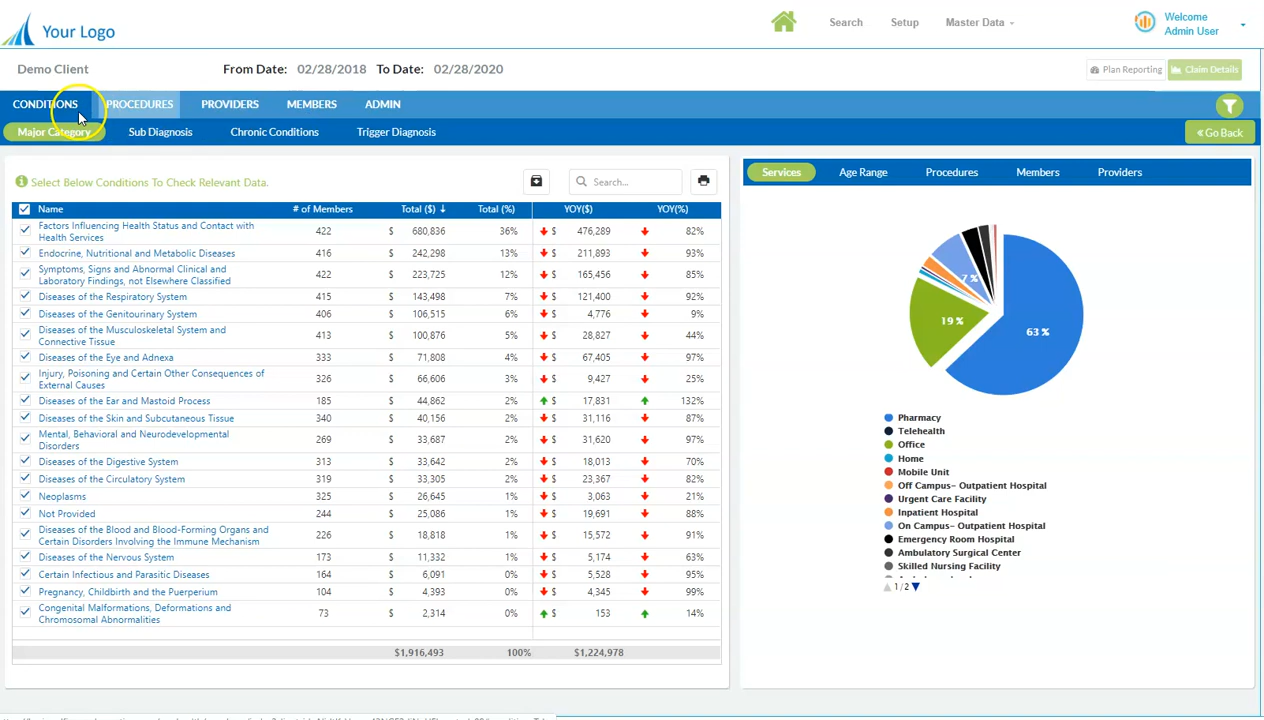 Your Logo
Search
Setup
Master Data
Welcome
Admin User
Demo Client
From Date: 02/28/2018 To Date: 02/28/2020
Plan Reporting
Claim Details
CONDITIONS
PROCEDURES
PROVIDERS
MEMBERS
ADMIN
Major Category
Sub Diagnosis
Chronic Conditions
Trigger Diagnosis
« Go Back
Select Below Conditions To Check Relevant Data.
Search...
Name # of Members Total ($) ↓ Total (%) YOY($) YOY(%)
Factors Influencing Health Status and Contact with
Health Services 422 $ 680,836 36% $ 476,289 82%
Endocrine, Nutritional and Metabolic Diseases 416 $ 242,298 13% $ 211,893 93%
Symptoms, Signs and Abnormal Clinical and
Laboratory Findings, not Elsewhere Classified 422 $ 223,725 12% $ 165,456 85%
Diseases of the Respiratory System 415 $ 143,498 7% $ 121,400 92%
Diseases of the Genitourinary System 406 $ 106,515 6% $ 4,776 9%
Diseases of the Musculoskeletal System and
Connective Tissue 413 $ 100,876 5% $ 28,827 44%
Diseases of the Eye and Adnexa 333 $ 71,808 4% $ 67,405 97%
Injury, Poisoning and Certain Other Consequences of
External Causes 326 $ 66,606 3% $ 9,427 25%
Diseases of the Ear and Mastoid Process 185 $ 44,862 2% $ 17,831 132%
Diseases of the Skin and Subcutaneous Tissue 340 $ 40,156 2% $ 31,116 87%
Mental, Behavioral and Neurodevelopmental
Disorders 269 $ 33,687 2% $ 31,620 97%
Diseases of the Digestive System 313 $ 33,642 2% $ 18,013 70%
Diseases of the Circulatory System 319 $ 33,305 2% $ 23,367 82%
Neoplasms 325 $ 26,645 1% $ 3,063 21%
Not Provided 244 $ 25,086 1% $ 19,691 88%
Diseases of the Blood and Blood-Forming Organs and
Certain Disorders Involving the Immune Mechanism 226 $ 18,818 1% $ 15,572 91%
Diseases of the Nervous System 173 $ 11,332 1% $ 5,174 63%
Certain Infectious and Parasitic Diseases 164 $ 6,091 0% $ 5,528 95%
Pregnancy, Childbirth and the Puerperium 104 $ 4,393 0% $ 4,345 99%
Congenital Malformations, Deformations and
Chromosomal Abnormalities 73 $ 2,314 0% $ 153 14%
$1,916,493 100% $1,224,978
Services
Age Range
Procedures
Members
Providers
7 %
19 %
63 %
Pharmacy
Telehealth
Office
Home
Mobile Unit
Off Campus- Outpatient Hospital
Urgent Care Facility
Inpatient Hospital
On Campus- Outpatient Hospital
Emergency Room Hospital
Ambulatory Surgical Center
Skilled Nursing Facility
1/2